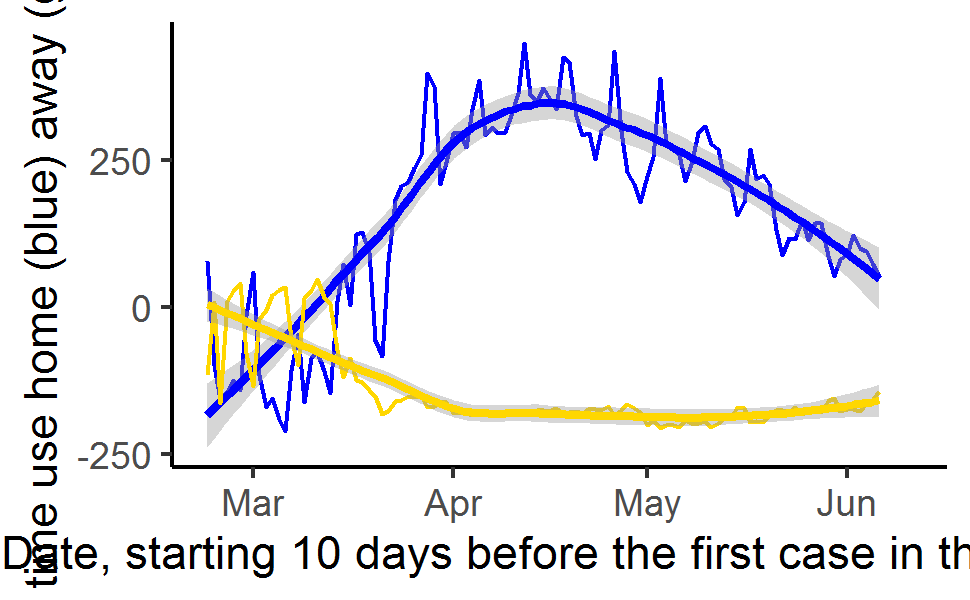 time use home (blue) away (
250
0
-250
Mar Apr May Jun
Date, starting 10 days before the first case in th